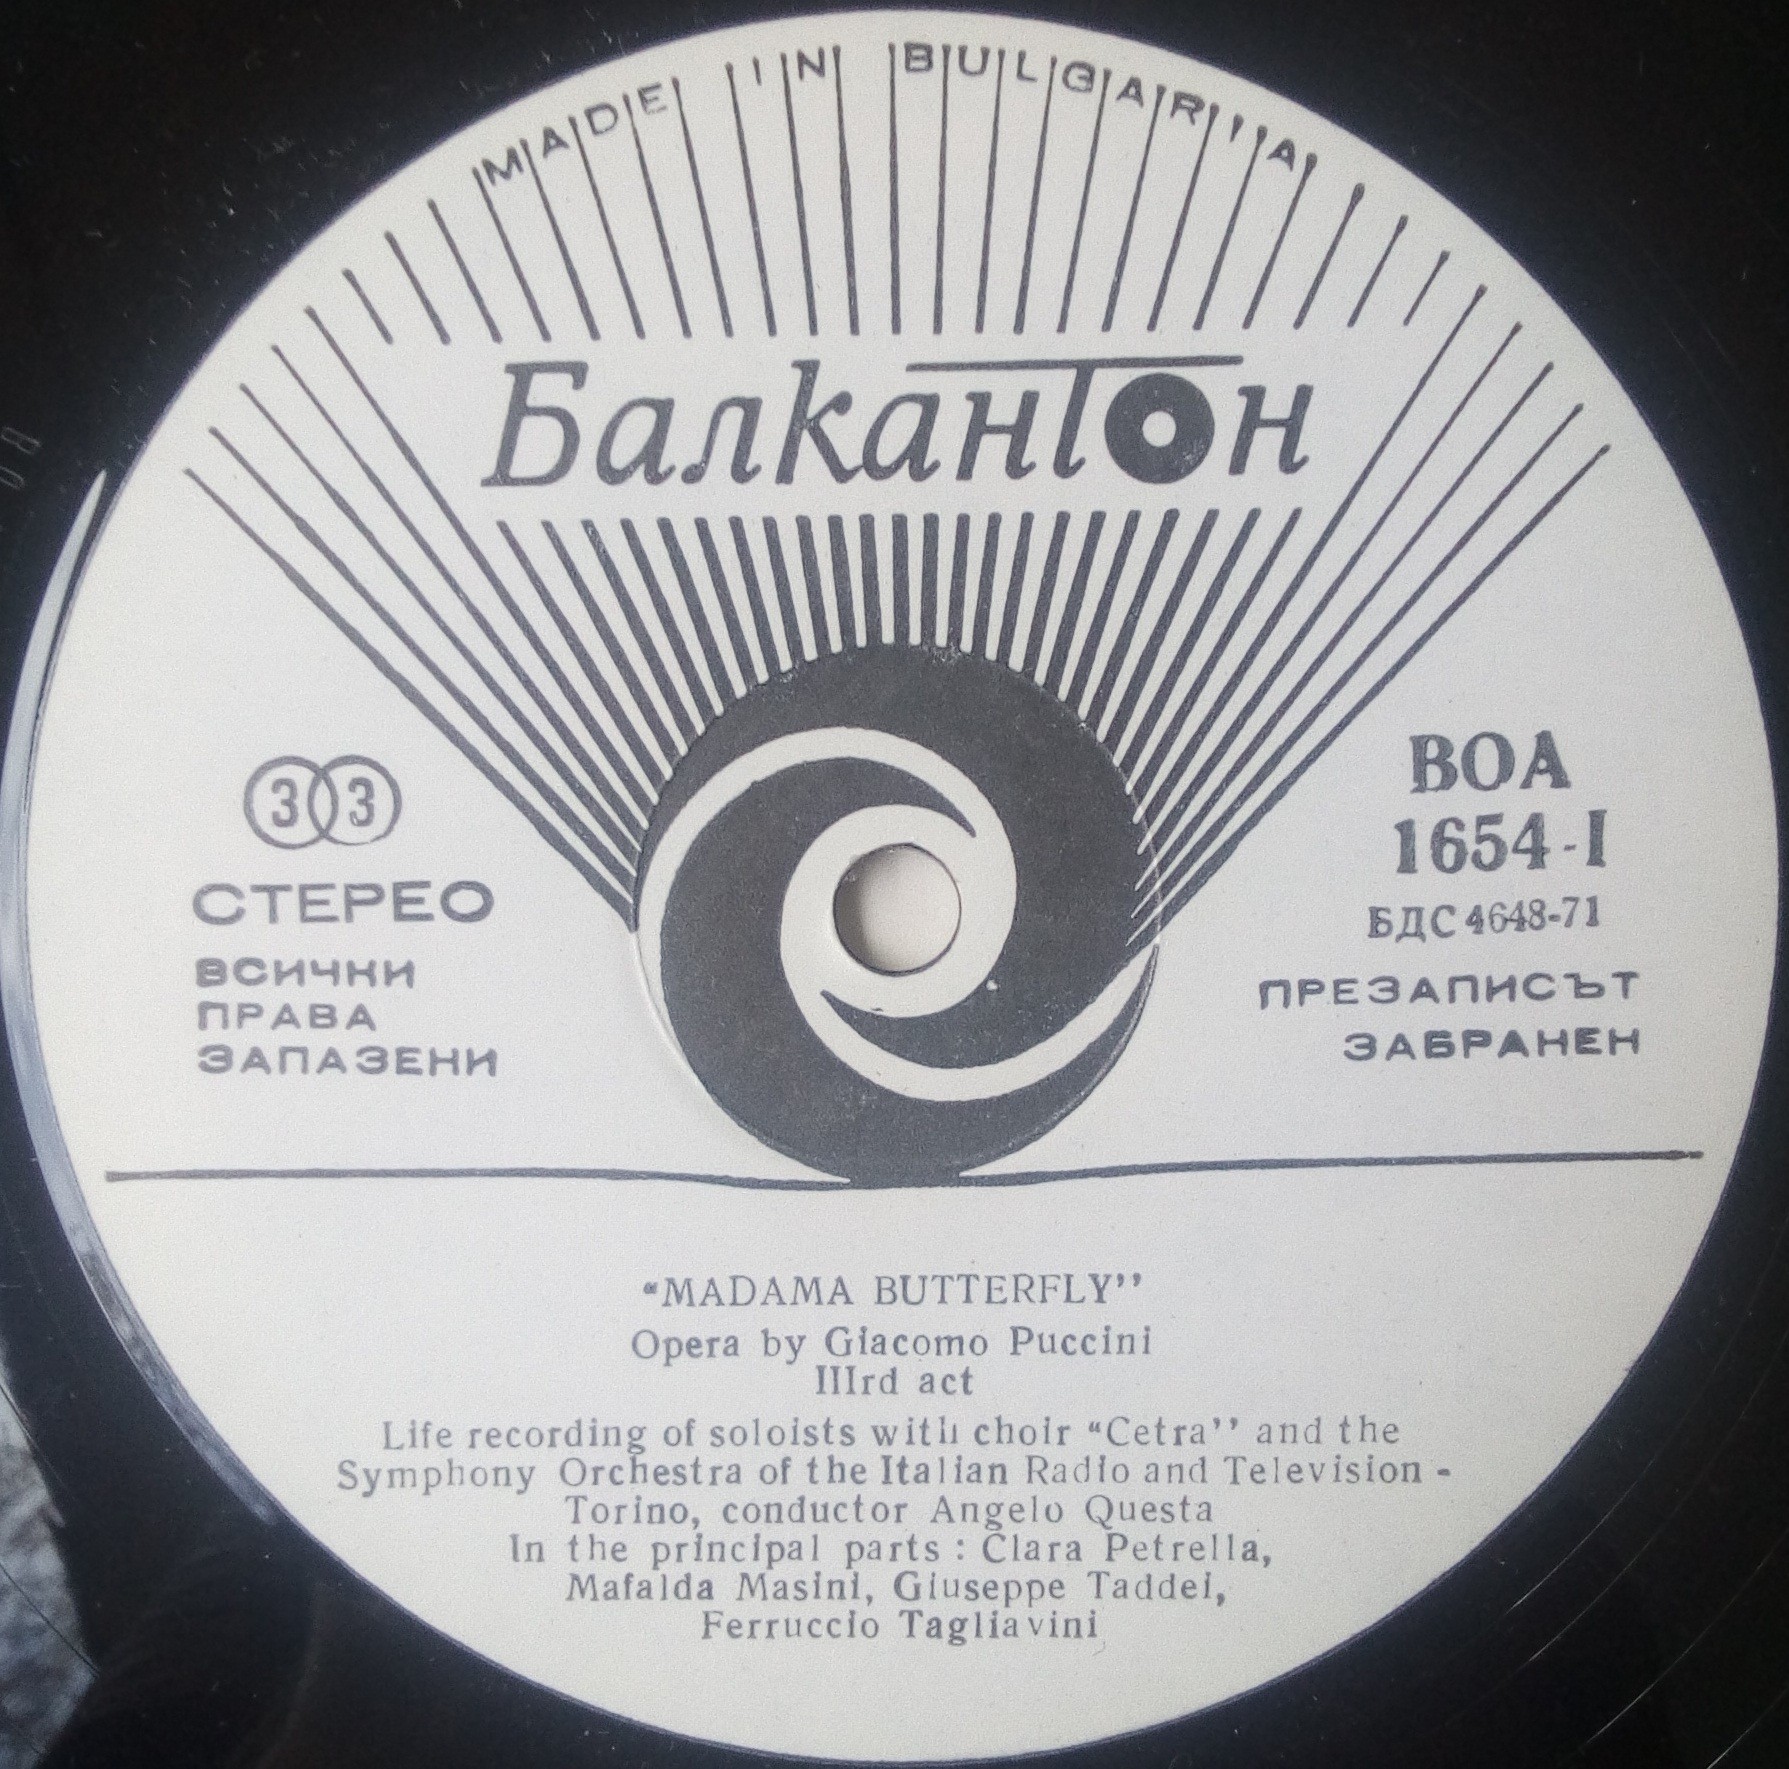 MADE IN BULGARIA
Балкантон
33
СТЕРЕО
ВСИЧКИ
ПРАВА
ЗАПАЗЕНИ
ВОА
1654-I
БДС 4648-71
ПРЕЗАПИСЪТ
ЗАБРАНЕН
“MADAMA BUTTERFLY”
Opera by Giacomo Puccini
IIIrd act
Life recording of soloists with choir “Cetra” and the
Symphony Orchestra of the Italian Radio and Television -
Torino, conductor Angelo Questa
In the principal parts : Clara Petrella,
Mafalda Masini, Giuseppe Taddei,
Ferruccio Tagliavini